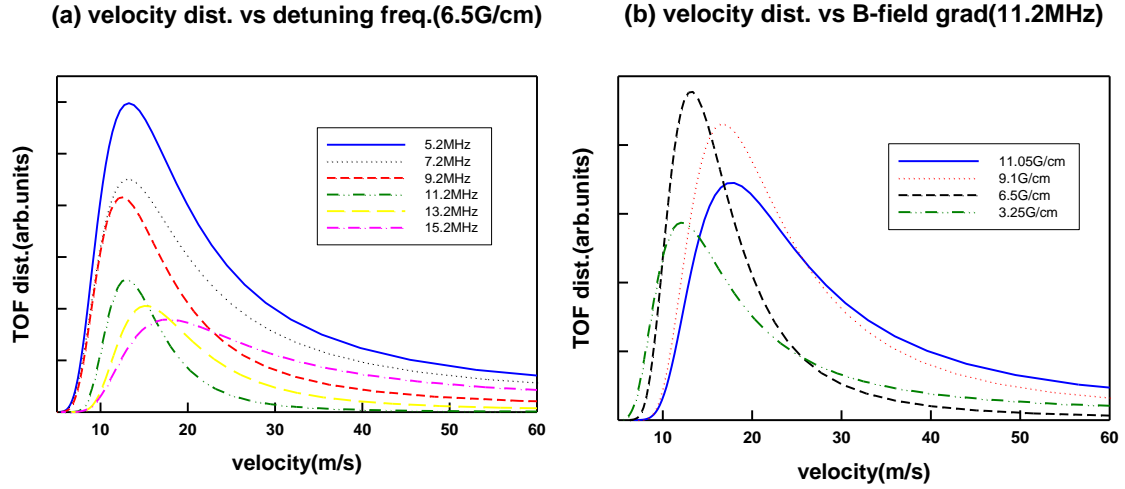 (a) velocity dist. vs detuning freq.(6.5G/cm)
TOF dist.(arb.units)
5.2MHz
7.2MHz
9.2MHz
11.2MHz
13.2MHz
15.2MHz
10 20 30 40 50 60
velocity(m/s)
(b) velocity dist. vs B-field grad(11.2MHz)
TOF dist.(arb.units)
11.05G/cm
9.1G/cm
6.5G/cm
3.25G/cm
10 20 30 40 50 60
velocity(m/s)